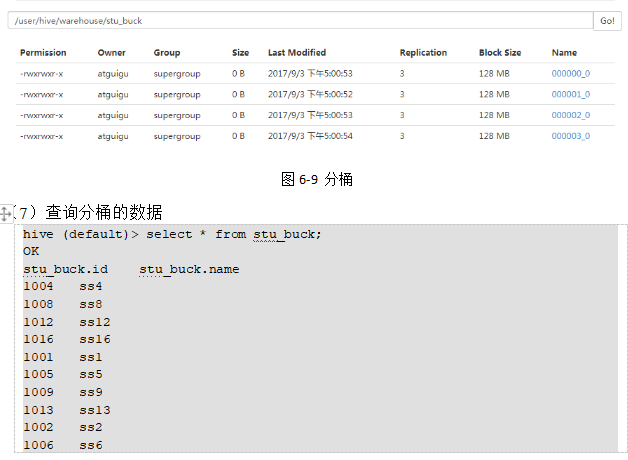 /user/hive/warehouse/stu_buck Go!
Permission Owner Group Size Last Modified Replication Block Size Name
-rwxrwxr-x atguigu supergroup 0 B 2017/9/3 下午5:00:53 3 128 MB 000000_0
-rwxrwxr-x atguigu supergroup 0 B 2017/9/3 下午5:00:52 3 128 MB 000001_0
-rwxrwxr-x atguigu supergroup 0 B 2017/9/3 下午5:00:53 3 128 MB 000002_0
-rwxrwxr-x atguigu supergroup 0 B 2017/9/3 下午5:00:54 3 128 MB 000003_0
图 6-9 分桶
（7）查询分桶的数据
hive (default)> select * from stu_buck;
OK
stu_buck.id stu_buck.name
1004 ss4
1008 ss8
1012 ss12
1016 ss16
1001 ss1
1005 ss5
1009 ss9
1013 ss13
1002 ss2
1006 ss6